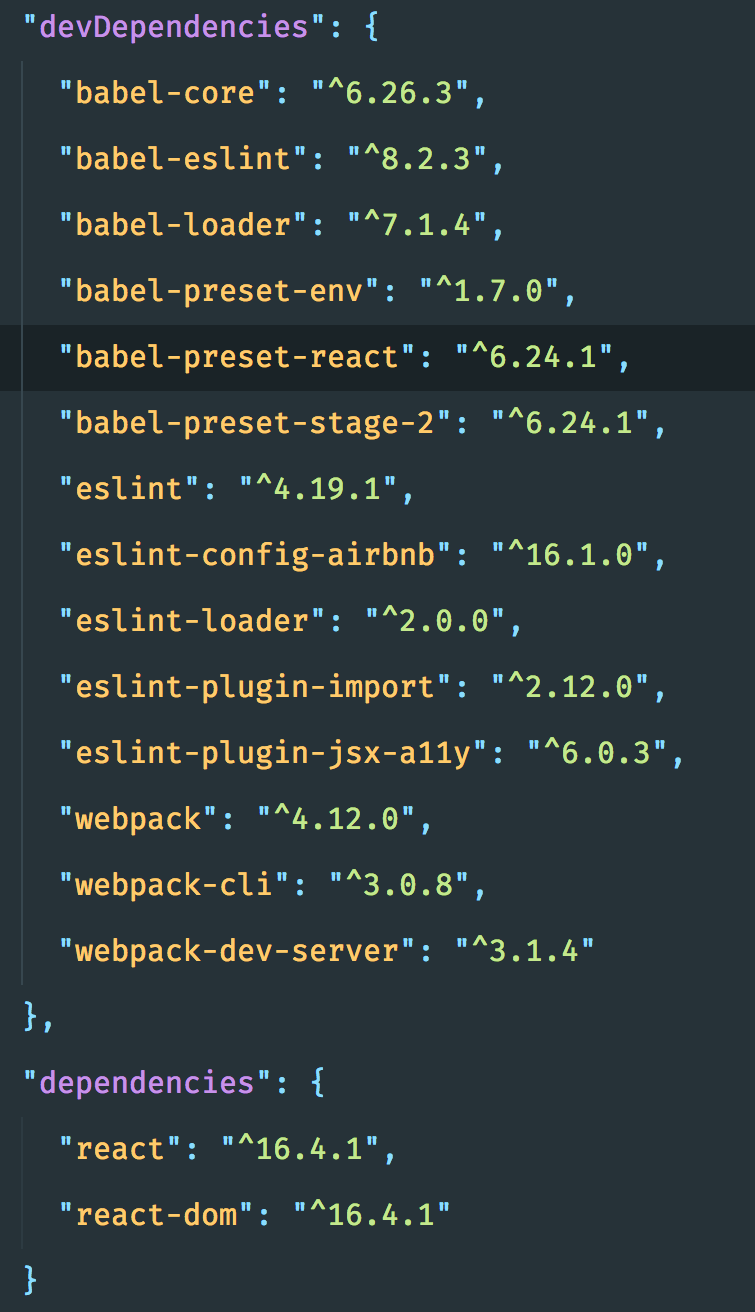 "devDependencies": {
"babel-core": "^6.26.3",
"babel-eslint": "^8.2.3",
"babel-loader": "^7.1.4",
"babel-preset-env": "^1.7.0",
"babel-preset-react": "^6.24.1",
"babel-preset-stage-2": "^6.24.1",
"eslint": "^4.19.1",
"eslint-config-airbnb": "^16.1.0",
"eslint-loader": "^2.0.0",
"eslint-plugin-import": "^2.12.0",
"eslint-plugin-jsx-a11y": "^6.0.3",
"webpack": "^4.12.0",
"webpack-cli": "^3.0.8",
"webpack-dev-server": "^3.1.4"
},
"dependencies": {
"react": "^16.4.1",
"react-dom": "^16.4.1"
}